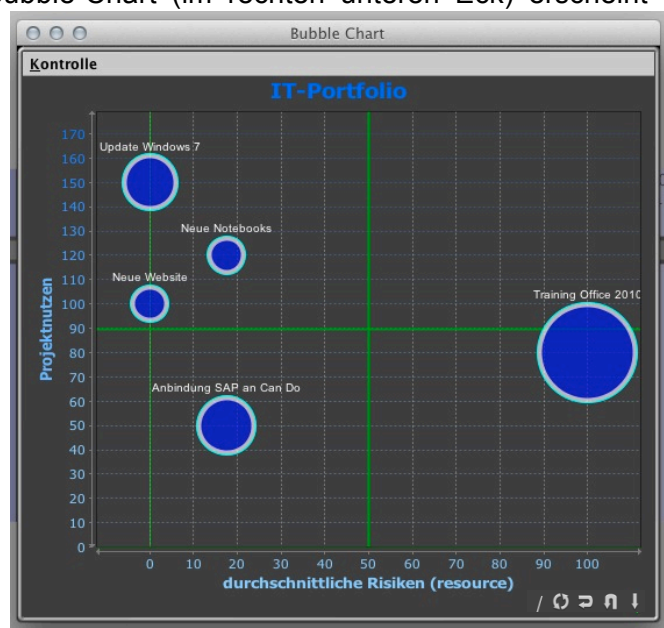 Bubble Chart (im rechten unteren Eck) erscheint
Bubble Chart
Kontrolle
IT-Portfolio
170
160
150
140
130
120
110
100
90
80
70
60
50
40
30
20
10
0
Projektnutzen
Update Windows 7
Neue Notebooks
Neue Website
Training Office 2010
Anbindung SAP an Can Do
0 10 20 30 40 50 60 70 80 90 100
durchschnittliche Risiken (resource)